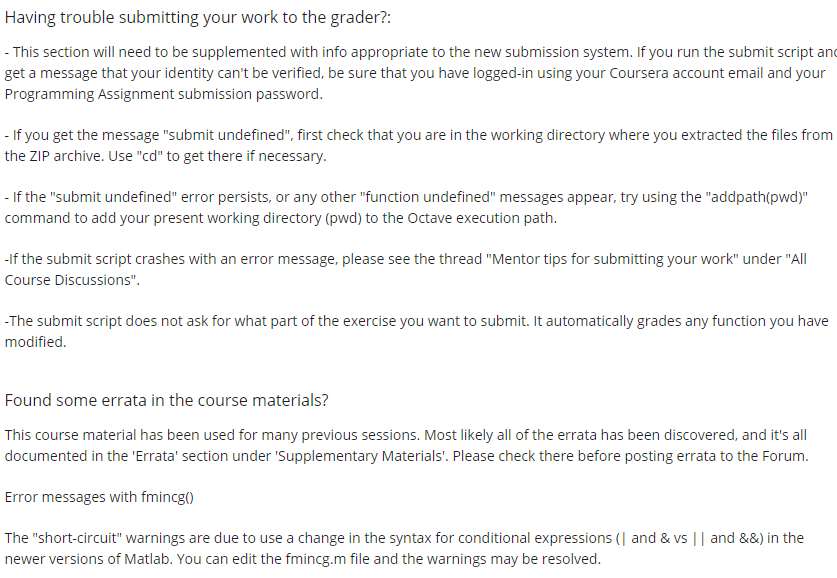 Having trouble submitting your work to the grader?:
- This section will need to be supplemented with info appropriate to the new submission system. If you run the submit script and
get a message that your identity can't be verified, be sure that you have logged-in using your Coursera account email and your
Programming Assignment submission password.
- If you get the message "submit undefined", first check that you are in the working directory where you extracted the files from
the ZIP archive. Use "cd" to get there if necessary.
- If the "submit undefined" error persists, or any other "function undefined" messages appear, try using the "addpath(pwd)"
command to add your present working directory (pwd) to the Octave execution path.
-If the submit script crashes with an error message, please see the thread "Mentor tips for submitting your work" under "All
Course Discussions".
-The submit script does not ask for what part of the exercise you want to submit. It automatically grades any function you have
modified.
Found some errata in the course materials?
This course material has been used for many previous sessions. Most likely all of the errata has been discovered, and it's all
documented in the 'Errata' section under 'Supplementary Materials'. Please check there before posting errata to the Forum.
Error messages with fmincg()
The "short-circuit" warnings are due to use a change in the syntax for conditional expressions (| and & vs || and &&) in the
newer versions of Matlab. You can edit the fmincg.m file and the warnings may be resolved.